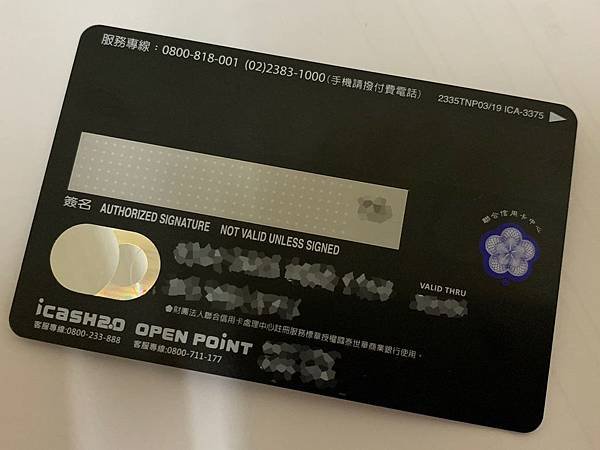 服務專線：0800-818-001 (02)2383-1000(手機請撥付費電話)
2335TNP03/19 ICA-3375
聯合信用卡中心
簽名 AUTHORIZED SIGNATURE NOT VALID UNLESS SIGNED
VALID THRU
財團法人聯合信用卡處理中心註冊服務標章授權國泰世華商業銀行使用。
icash2.0 OPEN POINT
客服專線:0800-233-888 客服專線:0800-711-177